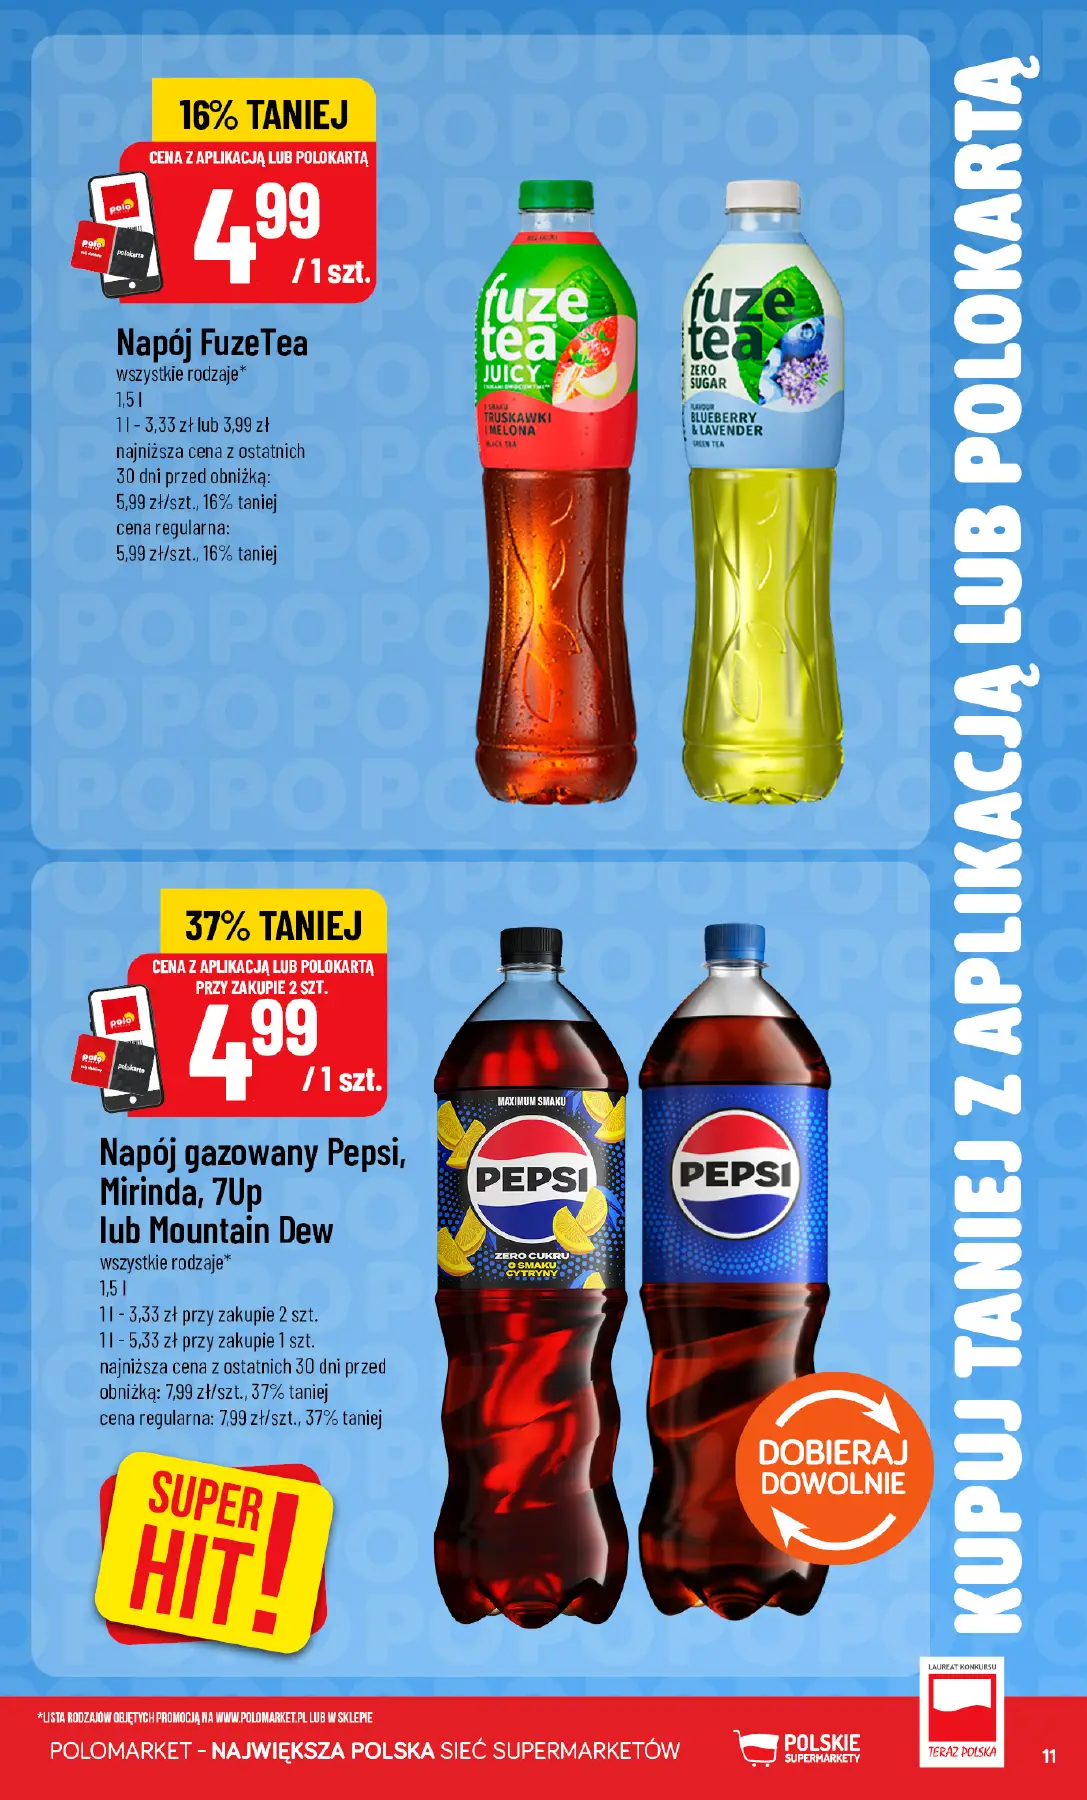 16% TANIEJ
CENA Z APLIKACJĄ LUB POLOKARTĄ
4,99
/ 1 szt.
polo
polo
polokarta
Napój FuzeTea
wszystkie rodzaje*
1,5 l
1 l - 3,33 zł lub 3,99 zł
najniższa cena z ostatnich
30 dni przed obniżką:
5,99 zł/szt., 16% taniej
cena regularna:
5,99 zł/szt., 16% taniej
fuze
tea
JUICY
O SMAKU
TRUSKAWKI
I MELONA
BLACK TEA
fuze
tea
ZERO
SUGAR
FLAVOUR
BLUEBERRY
& LAVENDER
GREEN TEA
KUPUJ TANIEJ Z APLIKACJĄ LUB POLOKARTĄ
37% TANIEJ
CENA Z APLIKACJĄ LUB POLOKARTĄ
PRZY ZAKUPIE 2 SZT.
4,99
/ 1 szt.
polo
polo
polokarta
Napój gazowany Pepsi,
Mirinda, 7Up
lub Mountain Dew
wszystkie rodzaje*
1,5 l
1 l - 3,33 zł przy zakupie 2 szt.
1 l - 5,33 zł przy zakupie 1 szt.
najniższa cena z ostatnich 30 dni przed
obniżką: 7,99 zł/szt., 37% taniej
cena regularna: 7,99 zł/szt., 37% taniej
SUPER
HIT!
MAXIMUM SMAKU
PEPSI
ZERO CUKRU
O SMAKU
CYTRYNY
PEPSI
DOBIERAJ
DOWOLNIE
*LISTA RODZAJÓW OBJĘTYCH PROMOCJĄ NA WWW.POLOMARKET.PL LUB W SKLEPIE
POLOMARKET - NAJWIĘKSZA POLSKA SIEĆ SUPERMARKETÓW
POLSKIE
SUPERMARKETY
LAUREAT KONKURSU
TERAZ POLSKA
11